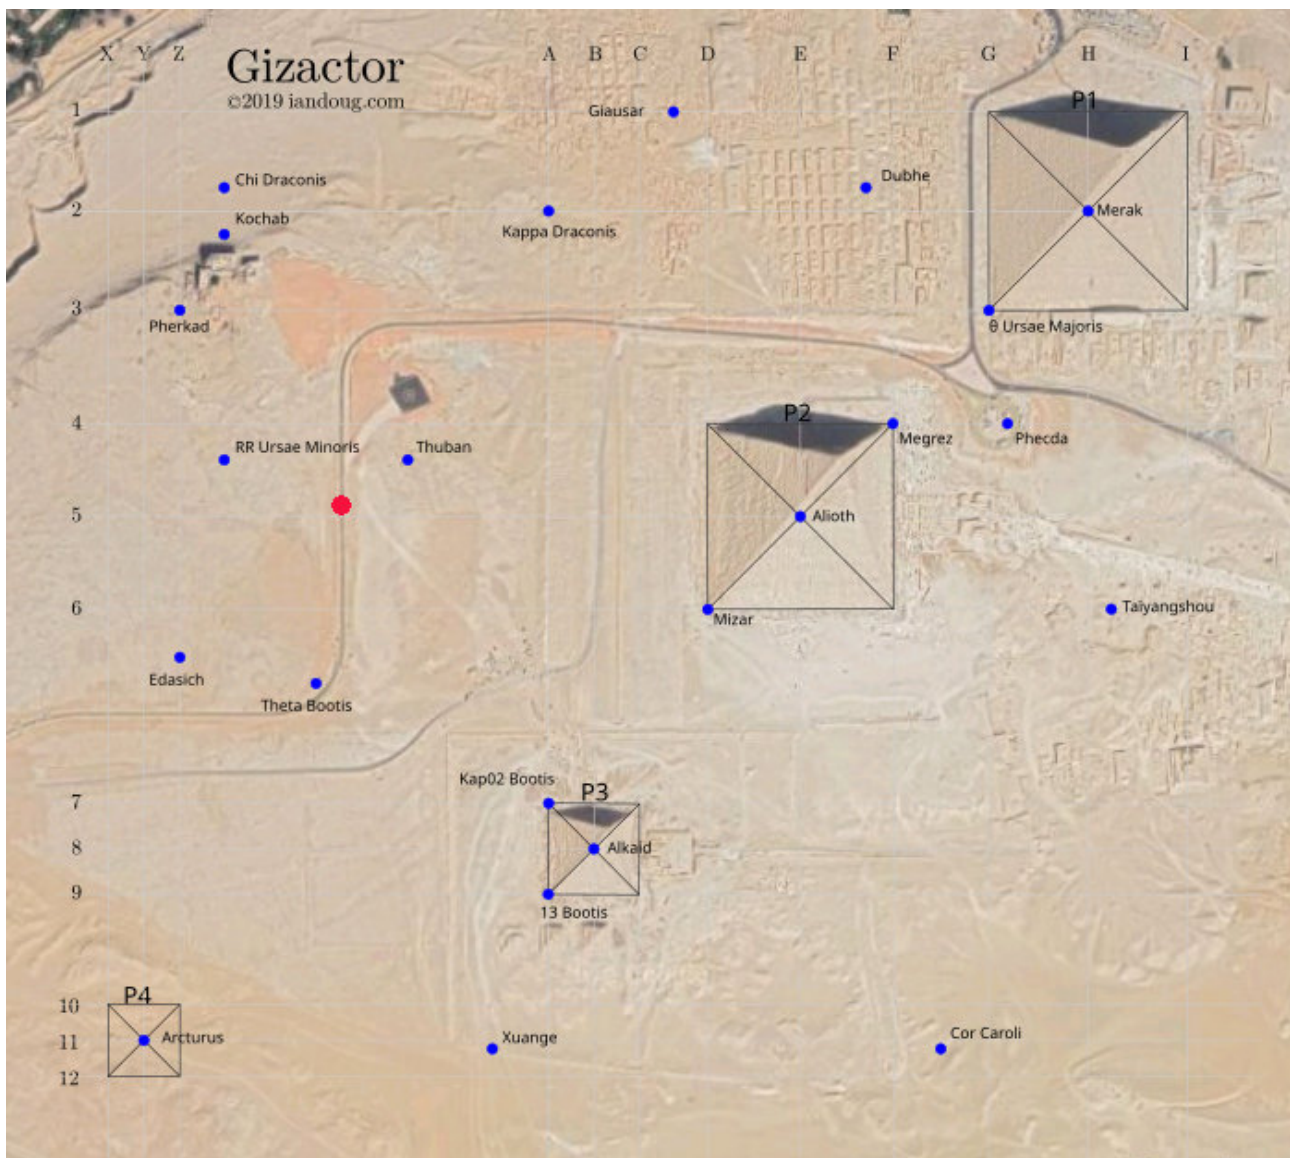 X Y Z A B C D E F G H I
Gizactor
©2019 iandoug.com
P1
1
Giausar
Chi Draconis
Dubhe
2
Kochab
Kappa Draconis
Merak
3
Pherkad
θ Ursae Majoris
P2
4
RR Ursae Minoris
Thuban
Megrez
Phecda
5
Alioth
6
Mizar
Taiyangshou
Edasich
Theta Bootis
Kap02 Bootis
P3
7
8
Alkaid
9
13 Bootis
P4
10
11
Arcturus
Xuange
Cor Caroli
12